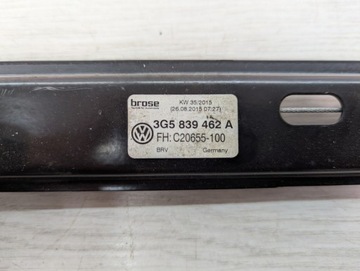 brose
KW 35/2015
(26.08.2015 07:27)
3G5 839 462 A
FH: C20655-100
BRV Germany